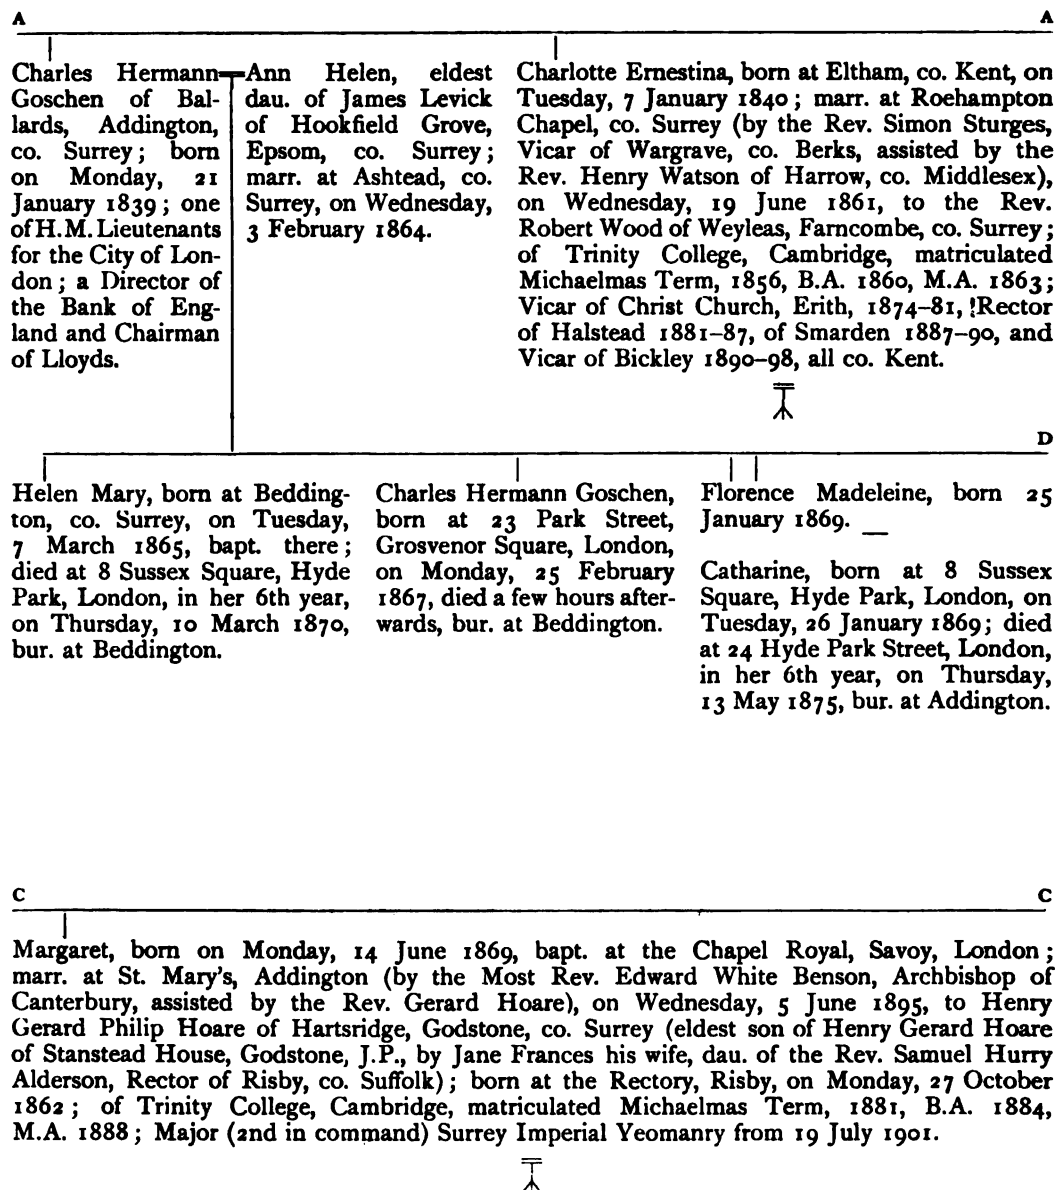 A A
Charles Hermann
Goschen of Bal-
lards, Addington,
co. Surrey; born
on Monday, 21
January 1839; one
of H.M. Lieutenants
for the City of Lon-
don; a Director of
the Bank of Eng-
land and Chairman
of Lloyds.
Ann Helen, eldest
dau. of James Levick
of Hookfield Grove,
Epsom, co. Surrey;
marr. at Ashtead, co.
Surrey, on Wednesday,
3 February 1864.
Charlotte Ernestina, born at Eltham, co. Kent, on
Tuesday, 7 January 1840; marr. at Roehampton
Chapel, co. Surrey (by the Rev. Simon Sturges,
Vicar of Wargrave, co. Berks, assisted by the
Rev. Henry Watson of Harrow, co. Middlesex),
on Wednesday, 19 June 1861, to the Rev.
Robert Wood of Weyleas, Farncombe, co. Surrey;
of Trinity College, Cambridge, matriculated
Michaelmas Term, 1856, B.A. 1860, M.A. 1863;
Vicar of Christ Church, Erith, 1874–81, !Rector
of Halstead 1881–87, of Smarden 1887–90, and
Vicar of Bickley 1890–98, all co. Kent.
D
Helen Mary, born at Bedding-
ton, co. Surrey, on Tuesday,
7 March 1865, bapt. there;
died at 8 Sussex Square, Hyde
Park, London, in her 6th year,
on Thursday, 10 March 1870,
bur. at Beddington.
Charles Hermann Goschen,
born at 23 Park Street,
Grosvenor Square, London,
on Monday, 25 February
1867, died a few hours after-
wards, bur. at Beddington.
Florence Madeleine, born 25
January 1869. —
Catharine, born at 8 Sussex
Square, Hyde Park, London, on
Tuesday, 26 January 1869; died
at 24 Hyde Park Street, London,
in her 6th year, on Thursday,
13 May 1875, bur. at Addington.
C C
Margaret, born on Monday, 14 June 1869, bapt. at the Chapel Royal, Savoy, London;
marr. at St. Mary's, Addington (by the Most Rev. Edward White Benson, Archbishop of
Canterbury, assisted by the Rev. Gerard Hoare), on Wednesday, 5 June 1895, to Henry
Gerard Philip Hoare of Hartsridge, Godstone, co. Surrey (eldest son of Henry Gerard Hoare
of Stanstead House, Godstone, J.P., by Jane Frances his wife, dau. of the Rev. Samuel Hurry
Alderson, Rector of Risby, co. Suffolk); born at the Rectory, Risby, on Monday, 27 October
1862; of Trinity College, Cambridge, matriculated Michaelmas Term, 1881, B.A. 1884,
M.A. 1888; Major (2nd in command) Surrey Imperial Yeomanry from 19 July 1901.